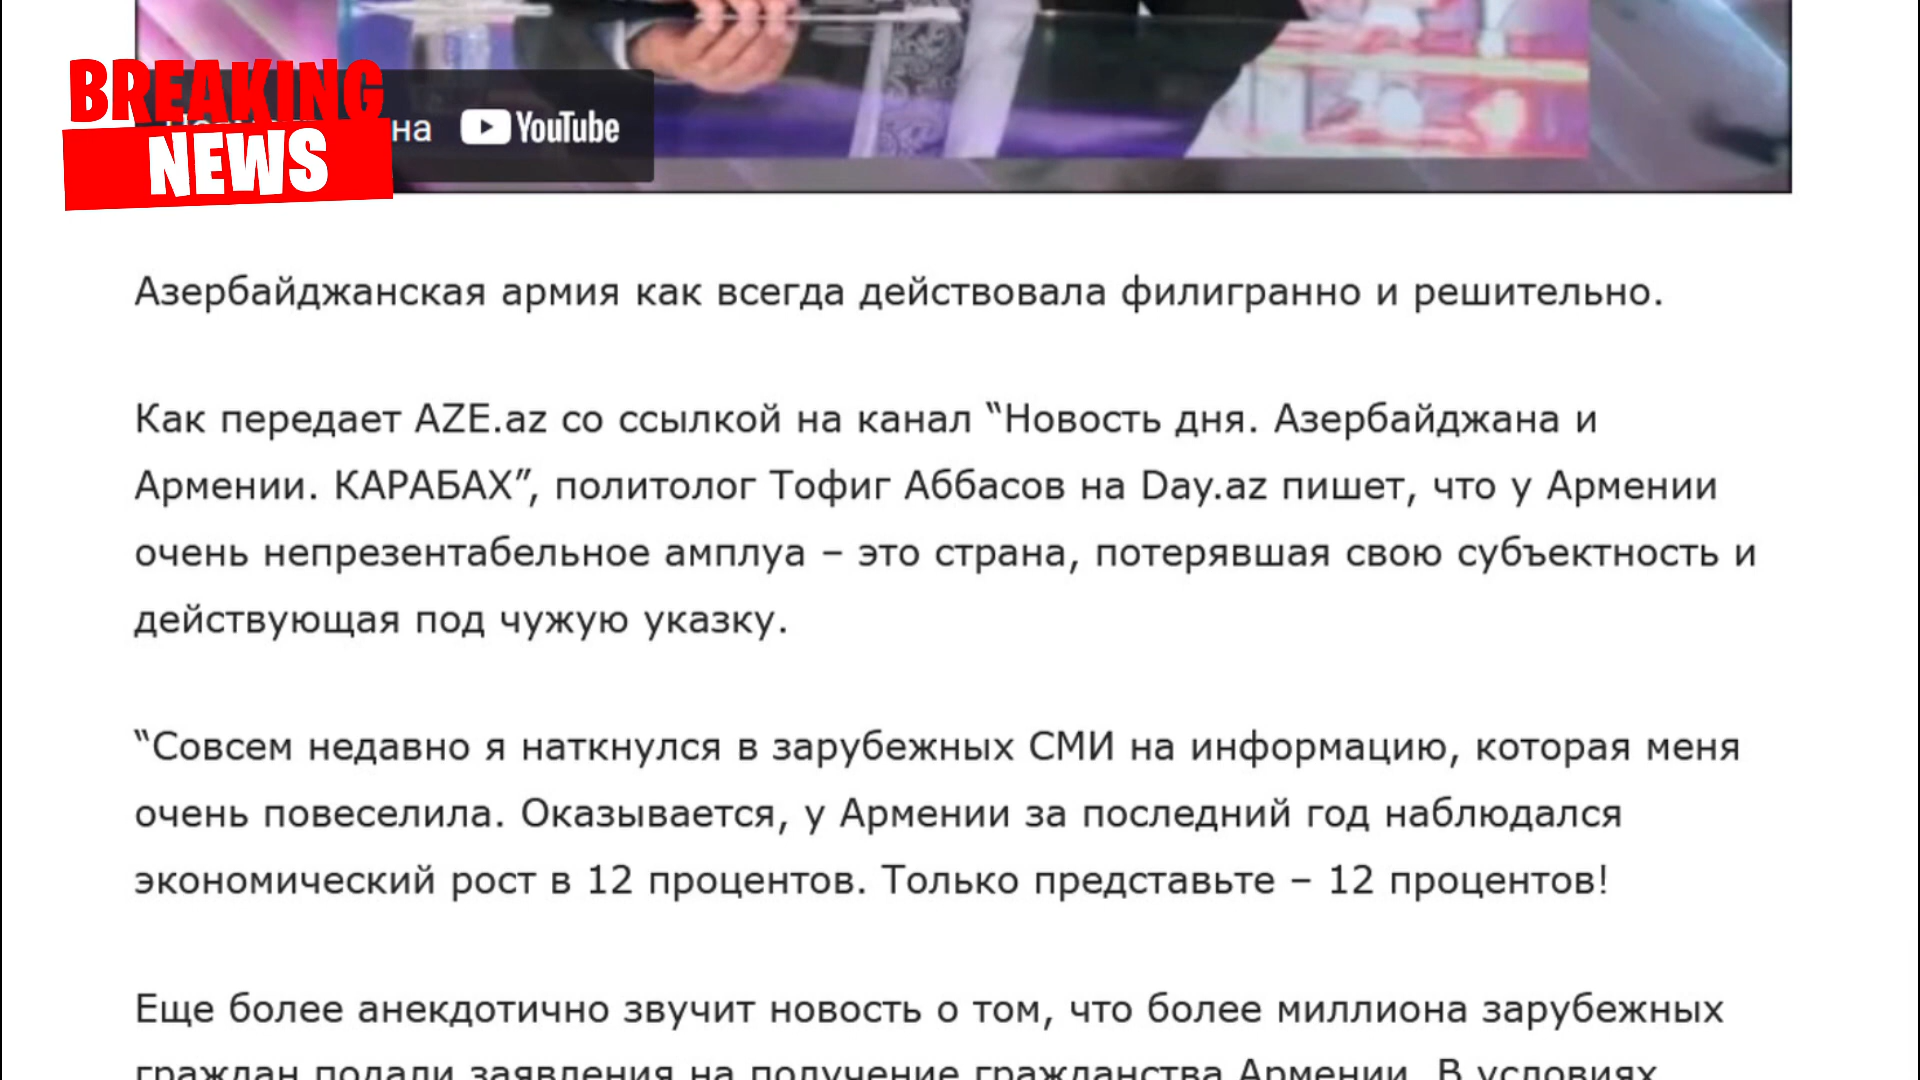 BREAKING
NEWS
на YouTube
Азербайджанская армия как всегда действовала филигранно и решительно.
Как передает AZE.az со ссылкой на канал “Новость дня. Азербайджана и
Армении. КАРАБАХ”, политолог Тофиг Аббасов на Day.az пишет, что у Армении
очень непрезентабельное амплуа – это страна, потерявшая свою субъектность и
действующая под чужую указку.
“Совсем недавно я наткнулся в зарубежных СМИ на информацию, которая меня
очень повеселила. Оказывается, у Армении за последний год наблюдался
экономический рост в 12 процентов. Только представьте – 12 процентов!
Еще более анекдотично звучит новость о том, что более миллиона зарубежных
граждан подали заявления на получение гражданства Армении. В условиях